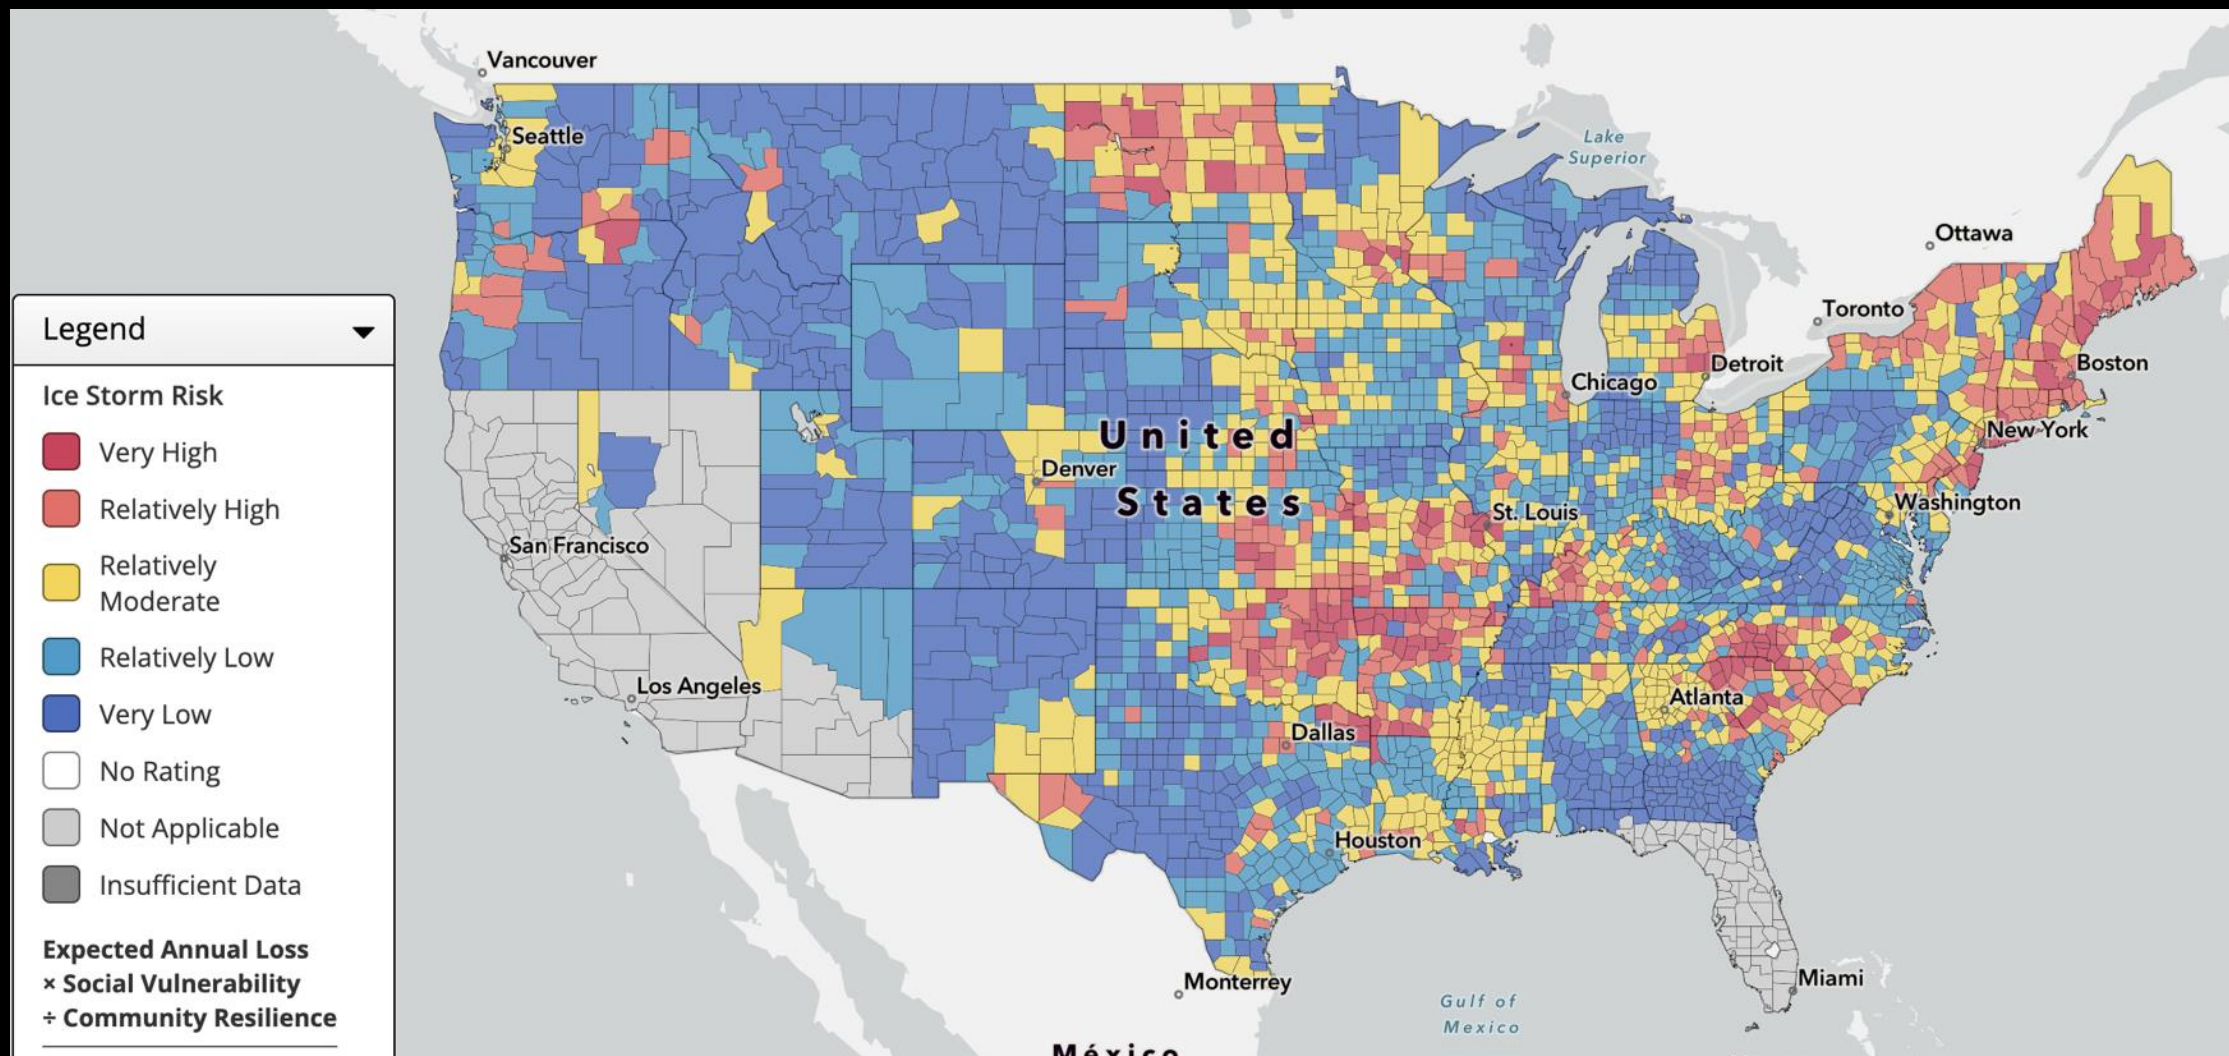 Vancouver
Seattle
Lake
Superior
Ottawa
Toronto
Legend
Detroit
Boston
Chicago
Ice Storm Risk
New York
United
Very High
Denver
States
Washington
Relatively High
St. Louis
San Francisco
Relatively
Moderate
Relatively Low
Los Angeles
Atlanta
Very Low
Dallas
No Rating
Not Applicable
Houston
Insufficient Data
Expected Annual Loss
× Social Vulnerability
÷ Community Resilience
Monterrey
Miami
Gulf of
Mexico
México